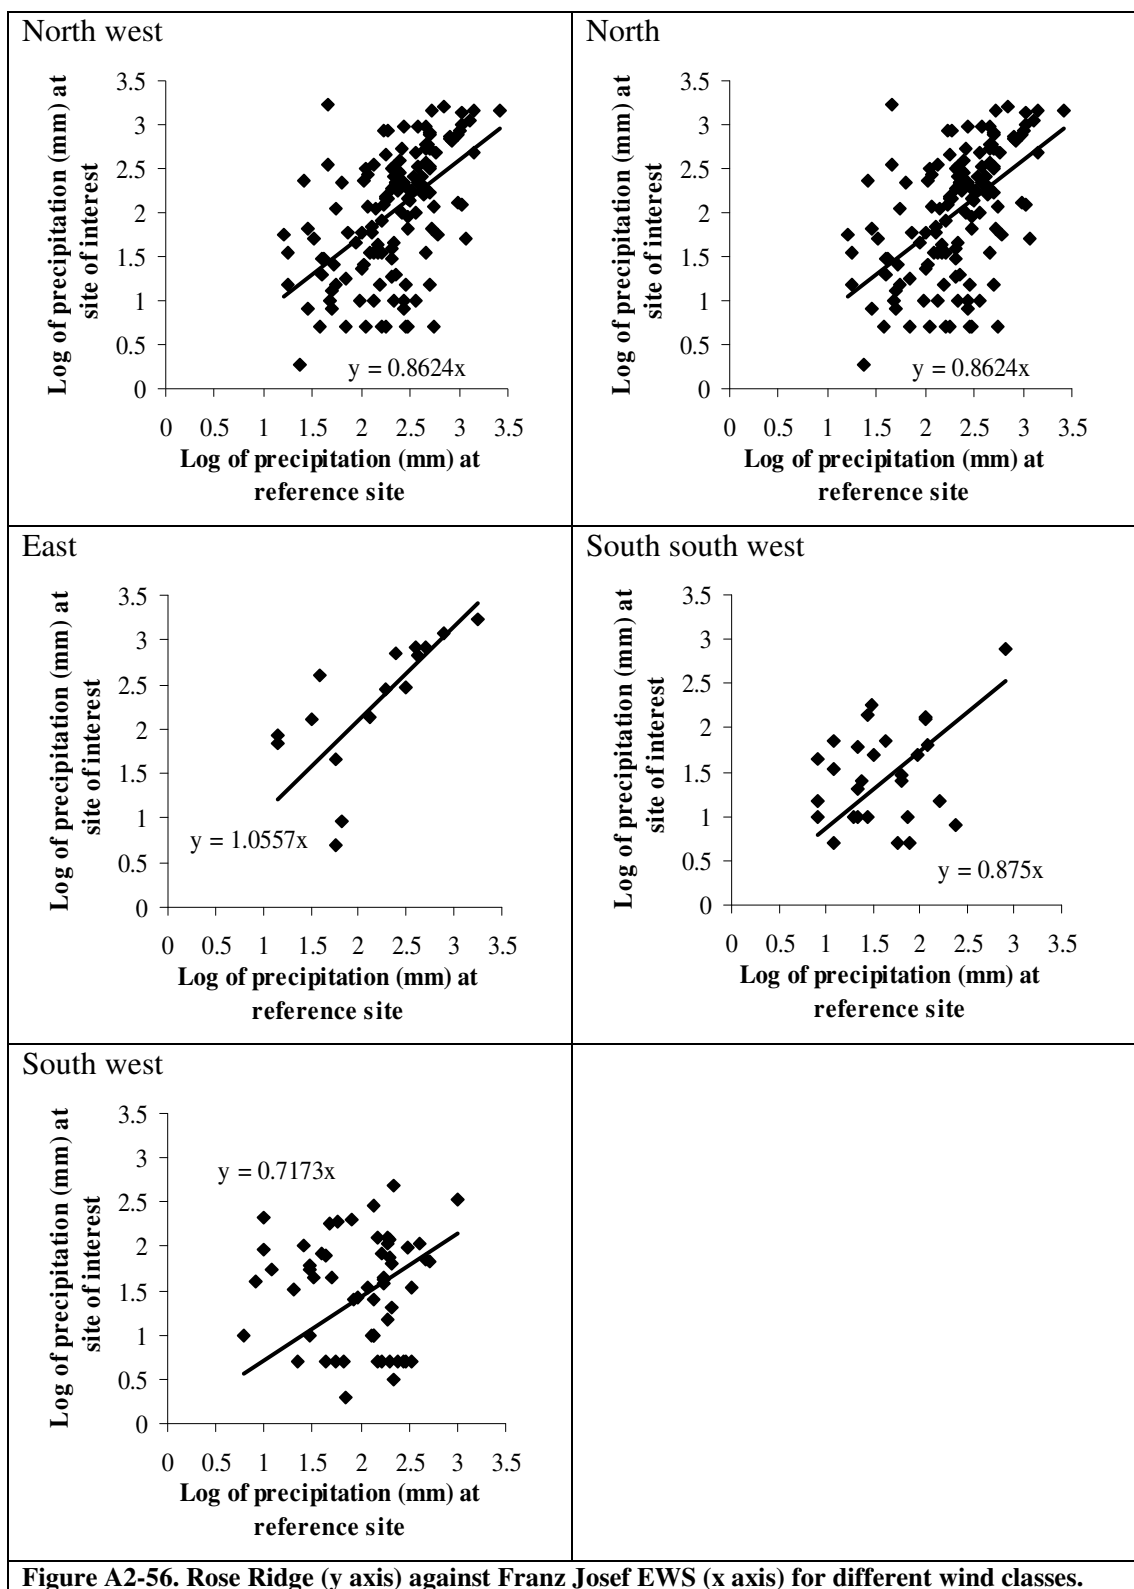 North west
Log of precipitation (mm) at
site of interest
3.5
3
2.5
2
1.5
1
0.5
0
y = 0.8624x
0 0.5 1 1.5 2 2.5 3 3.5
Log of precipitation (mm) at
reference site
North
Log of precipitation (mm) at
site of interest
3.5
3
2.5
2
1.5
1
0.5
0
y = 0.8624x
0 0.5 1 1.5 2 2.5 3 3.5
Log of precipitation (mm) at
reference site
East
Log of precipitation (mm) at
site of interest
3.5
3
2.5
2
1.5
1
0.5
0
y = 1.0557x
0 0.5 1 1.5 2 2.5 3 3.5
Log of precipitation (mm) at
reference site
South south west
Log of precipitation (mm) at
site of interest
3.5
3
2.5
2
1.5
1
0.5
0
y = 0.875x
0 0.5 1 1.5 2 2.5 3 3.5
Log of precipitation (mm) at
reference site
South west
Log of precipitation (mm) at
site of interest
3.5
3
2.5
2
1.5
1
0.5
0
y = 0.7173x
0 0.5 1 1.5 2 2.5 3 3.5
Log of precipitation (mm) at
reference site
Figure A2-56. Rose Ridge (y axis) against Franz Josef EWS (x axis) for different wind classes.